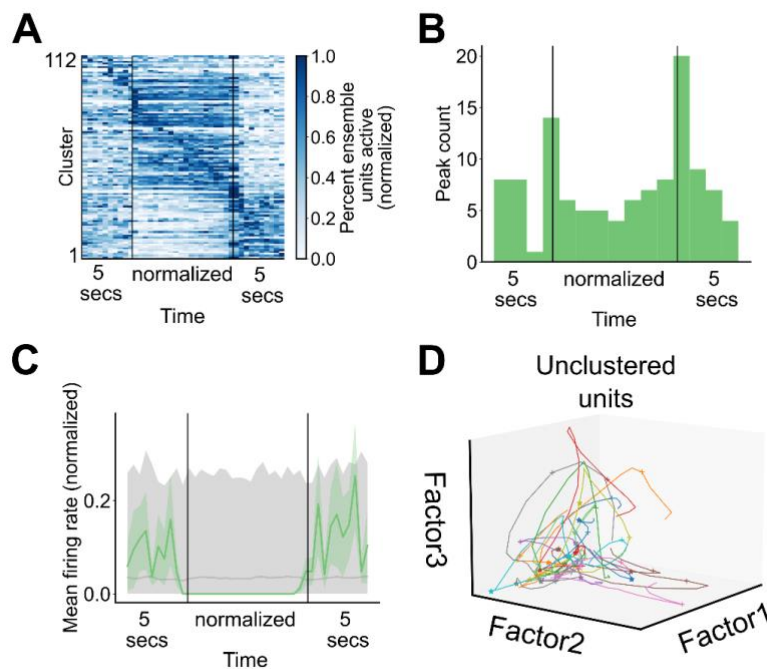 A
112
Cluster
1
5
secs
normalized
5
secs
Time
1.0
0.8
0.6
0.4
0.2
0.0
Percent ensemble
units active
(normalized)
B
Peak count
20
15
10
5
0
5
secs
normalized
5
secs
Time
C
Mean firing rate (normalized)
0.2
0.0
5
secs
normalized
5
secs
Time
D
Unclustered
units
Factor3
Factor2
Factor1